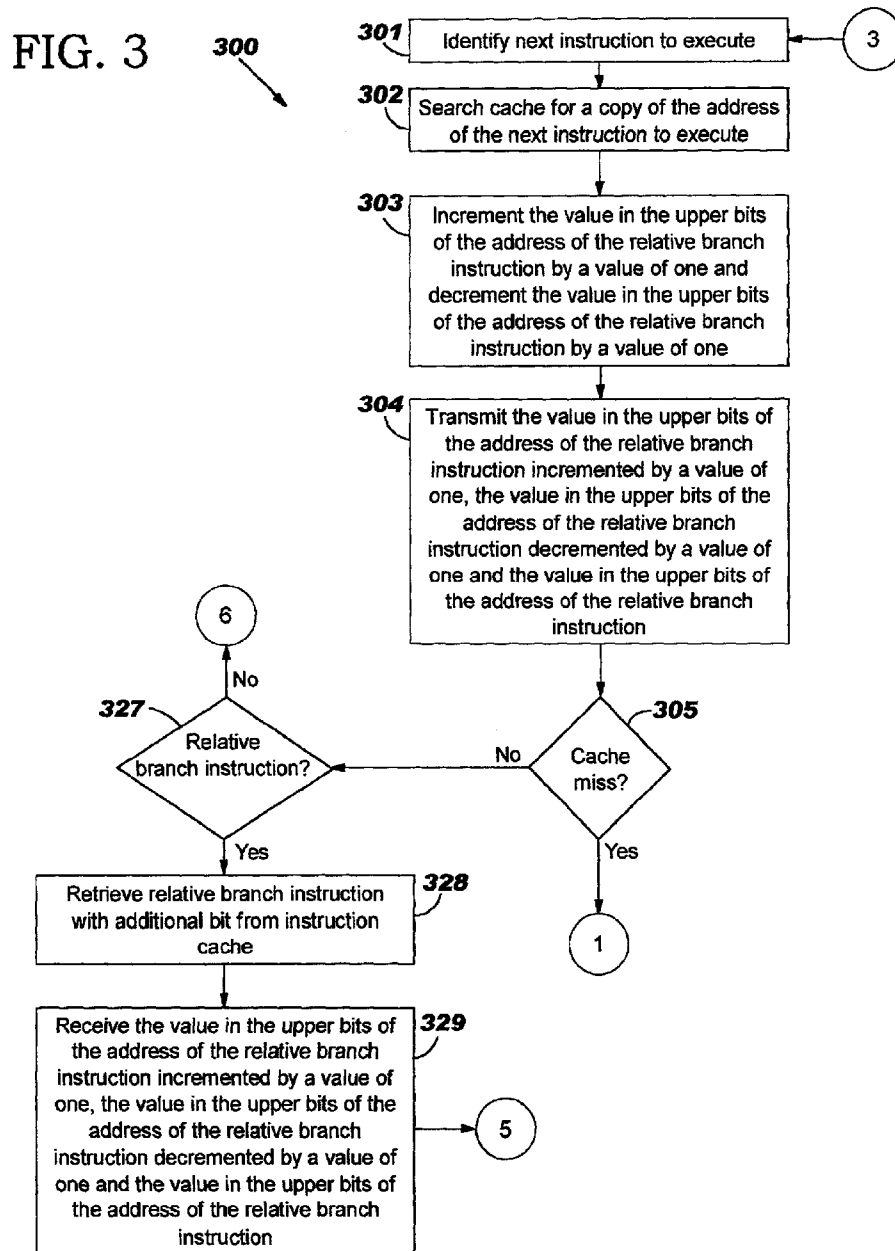 FIG. 3
300
301
Identify next instruction to execute
3
302
Search cache for a copy of the address
of the next instruction to execute
303
Increment the value in the upper bits
of the address of the relative branch
instruction by a value of one and
decrement the value in the upper bits
of the address of the relative branch
instruction by a value of one
304
Transmit the value in the upper bits of
the address of the relative branch
instruction incremented by a value of
one, the value in the upper bits of the
address of the relative branch
instruction decremented by a value of
one and the value in the upper bits of
the address of the relative branch
instruction
6
No
327
Relative
branch instruction?
No
305
Cache
miss?
Yes
Yes
328
Retrieve relative branch instruction
with additional bit from instruction
cache
1
329
Receive the value in the upper bits of
the address of the relative branch
instruction incremented by a value of
one, the value in the upper bits of the
address of the relative branch
instruction decremented by a value of
one and the value in the upper bits of
the address of the relative branch
instruction
5